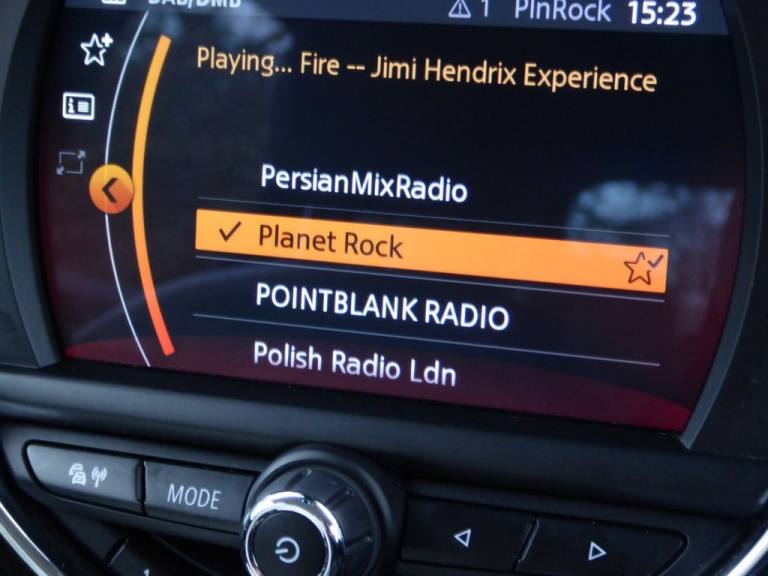 DAB/DMB 1 PlnRock 15:23
Playing... Fire -- Jimi Hendrix Experience
PersianMixRadio
Planet Rock
POINTBLANK RADIO
Polish Radio Ldn
MODE
1